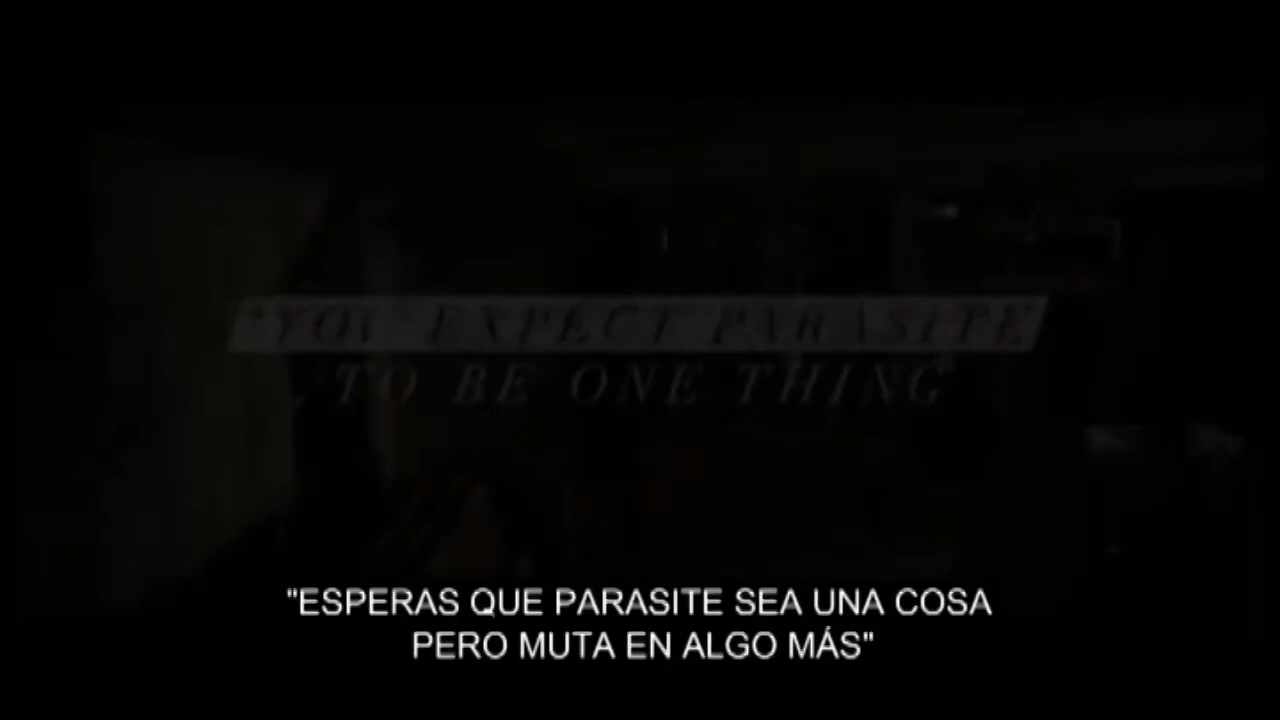 "YOU EXPECT PARASITE
TO BE ONE THING
"ESPERAS QUE PARASITE SEA UNA COSA
PERO MUTA EN ALGO MÁS"